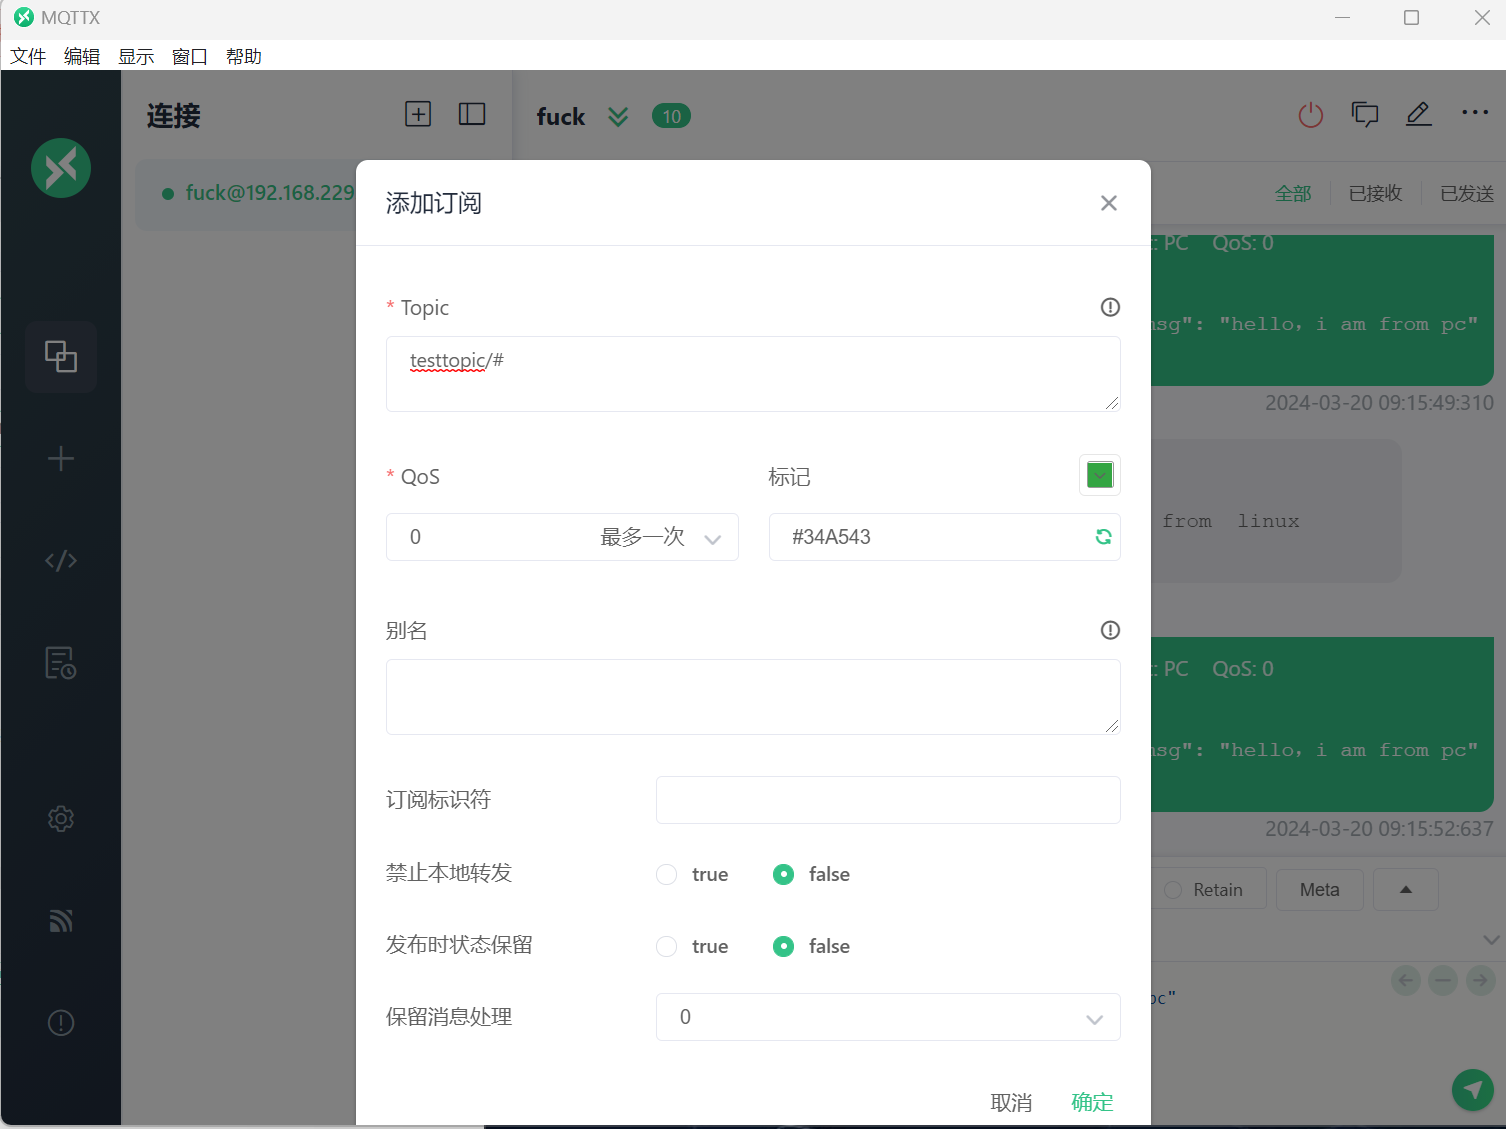 MQTTX
文件 编辑 显示 窗口 帮助
连接
fuck 10
fuck@192.168.229
全部 已接收 已发送
添加订阅
: PC QoS: 0
* Topic
sg": "hello, i am from pc"
testtopic/#
2024-03-20 09:15:49:310
* QoS 标记
from linux
0 最多一次 #34A543
别名
: PC QoS: 0
sg": "hello, i am from pc"
订阅标识符
2024-03-20 09:15:52:637
禁止本地转发 true false
Retain Meta
发布时状态保留 true false
pc"
保留消息处理 0
取消 确定